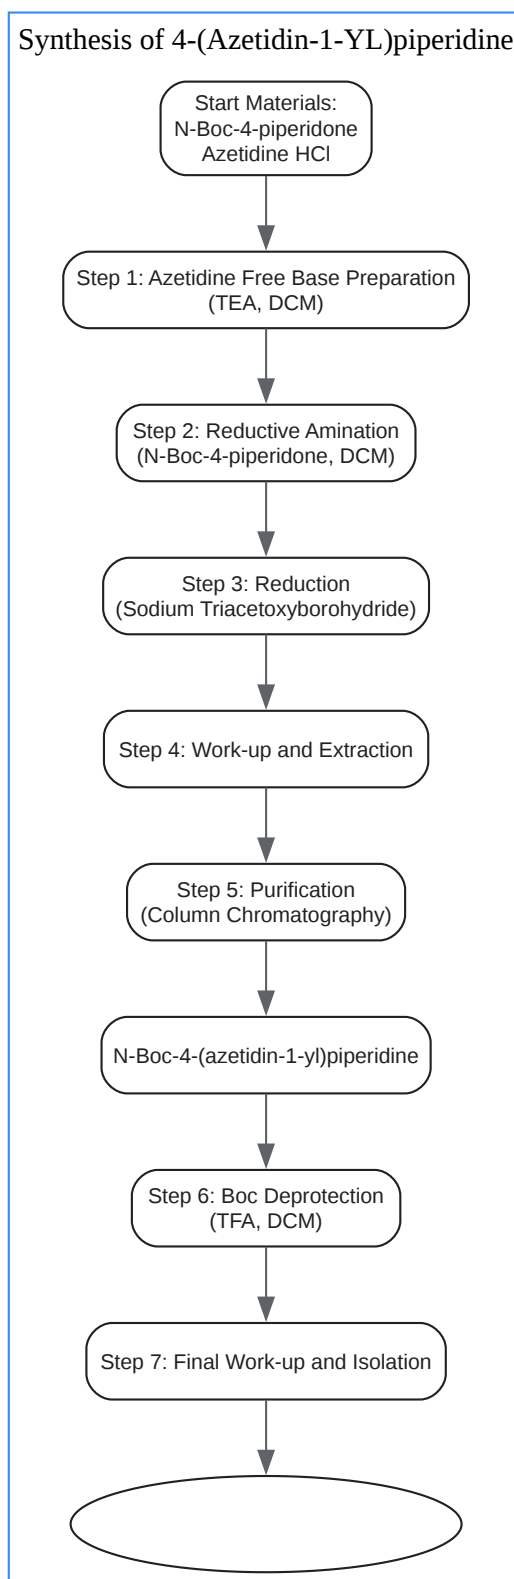 Synthesis of 4-(Azetidin-1-YL)piperidine
Start Materials:
N-Boc-4-piperidone
Azetidine HCl
Step 1: Azetidine Free Base Preparation
(TEA, DCM)
Step 2: Reductive Amination
(N-Boc-4-piperidone, DCM)
Step 3: Reduction
(Sodium Triacetoxyborohydride)
Step 4: Work-up and Extraction
Step 5: Purification
(Column Chromatography)
N-Boc-4-(azetidin-1-yl)piperidine
Step 6: Boc Deprotection
(TFA, DCM)
Step 7: Final Work-up and Isolation